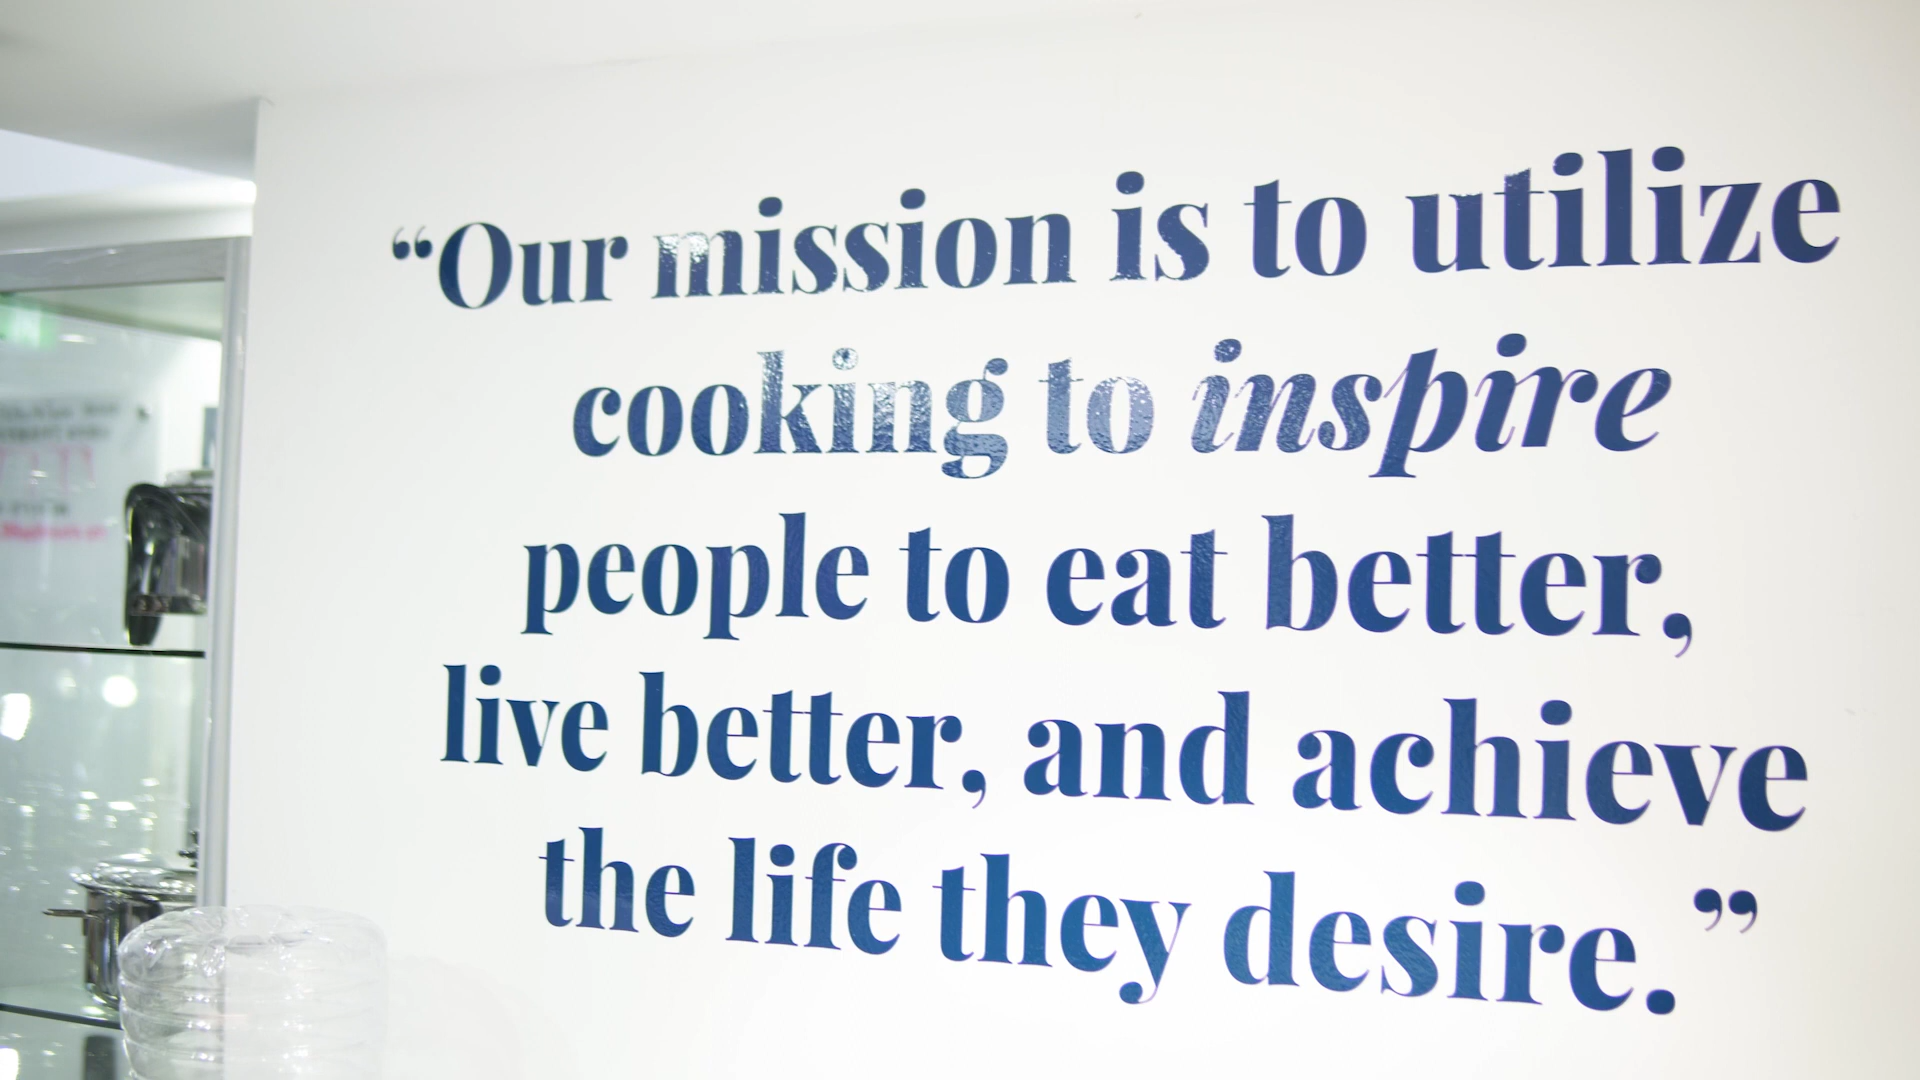 “Our mission is to utilize
cooking to inspire
people to eat better,
live better, and achieve
the life they desire.”